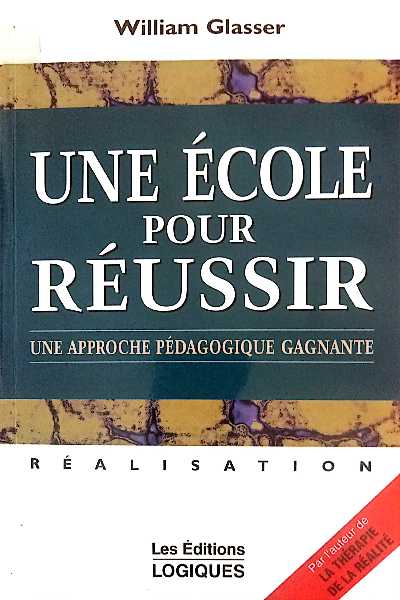 William Glasser
UNE ÉCOLE
POUR
RÉUSSIR
UNE APPROCHE PÉDAGOGIQUE GAGNANTE
RÉALISATION
Par l'auteur de
LA THÉRAPIE
DE LA RÉALITÉ
Les Éditions
LOGIQUES